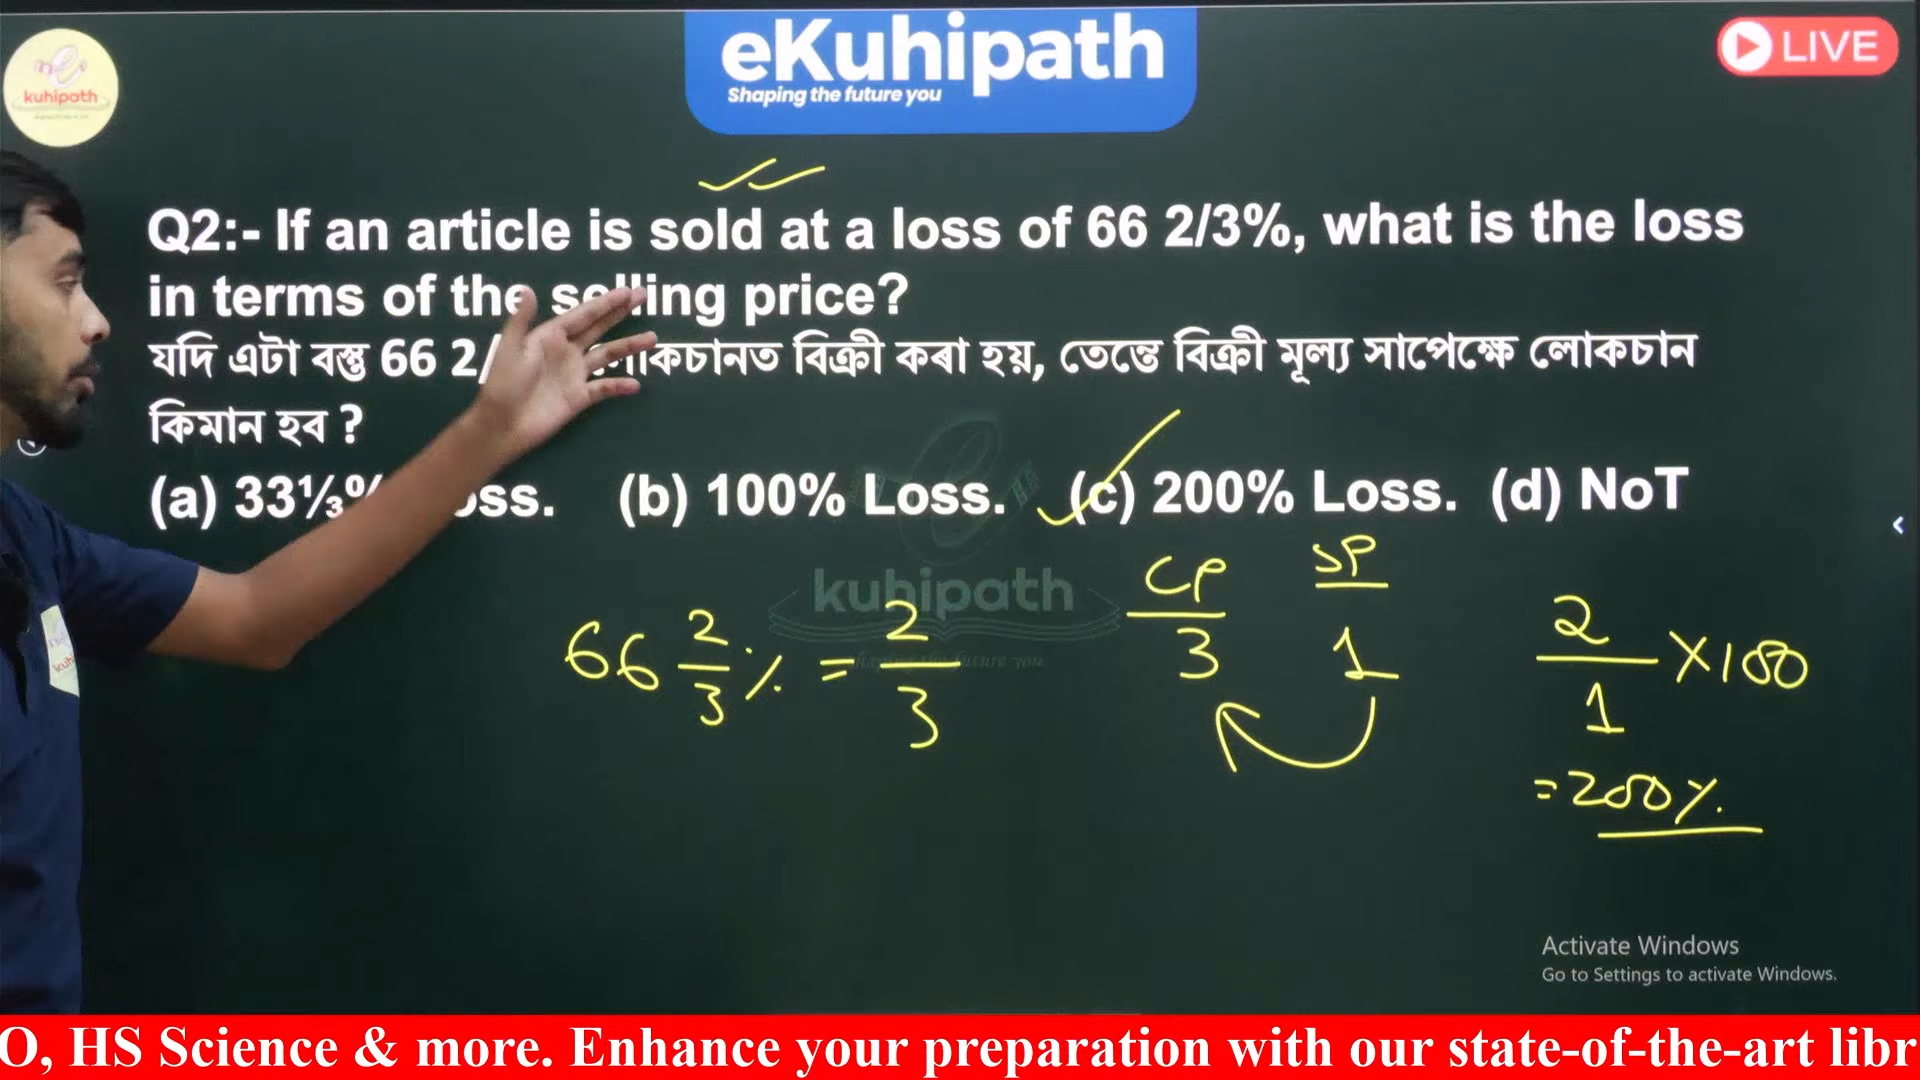 eKuhipath
Shaping the future you
LIVE
kuhipath
Q2:- If an article is sold at a loss of 66 2/3%, what is the loss
in terms of the selling price?
যদি এটা বস্তু 66 2/ লোকচানত বিক্ৰী কৰা হয়, তেন্তে বিক্ৰী মূল্য সাপেক্ষে লোকচান
কিমান হব ?
(a) 33⅓% Loss. (b) 100% Loss. (c) 200% Loss. (d) NoT
CP SP
3 1
kuhipath
66 2/3 % = 2/3
2/1 × 100
= 200%
Activate Windows
Go to Settings to activate Windows.
O, HS Science & more. Enhance your preparation with our state-of-the-art libr